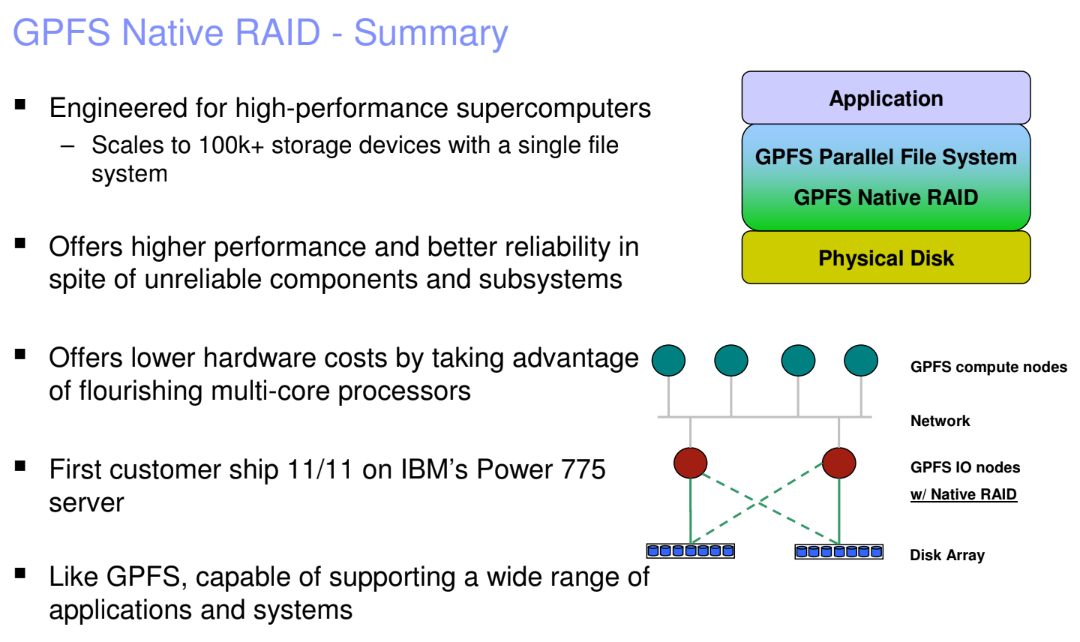 GPFS Native RAID - Summary
▪ Engineered for high-performance supercomputers
– Scales to 100k+ storage devices with a single file
system
▪ Offers higher performance and better reliability in
spite of unreliable components and subsystems
▪ Offers lower hardware costs by taking advantage
of flourishing multi-core processors
▪ First customer ship 11/11 on IBM's Power 775
server
▪ Like GPFS, capable of supporting a wide range of
applications and systems
Application
GPFS Parallel File System
GPFS Native RAID
Physical Disk
GPFS compute nodes
Network
GPFS IO nodes
w/ Native RAID
Disk Array